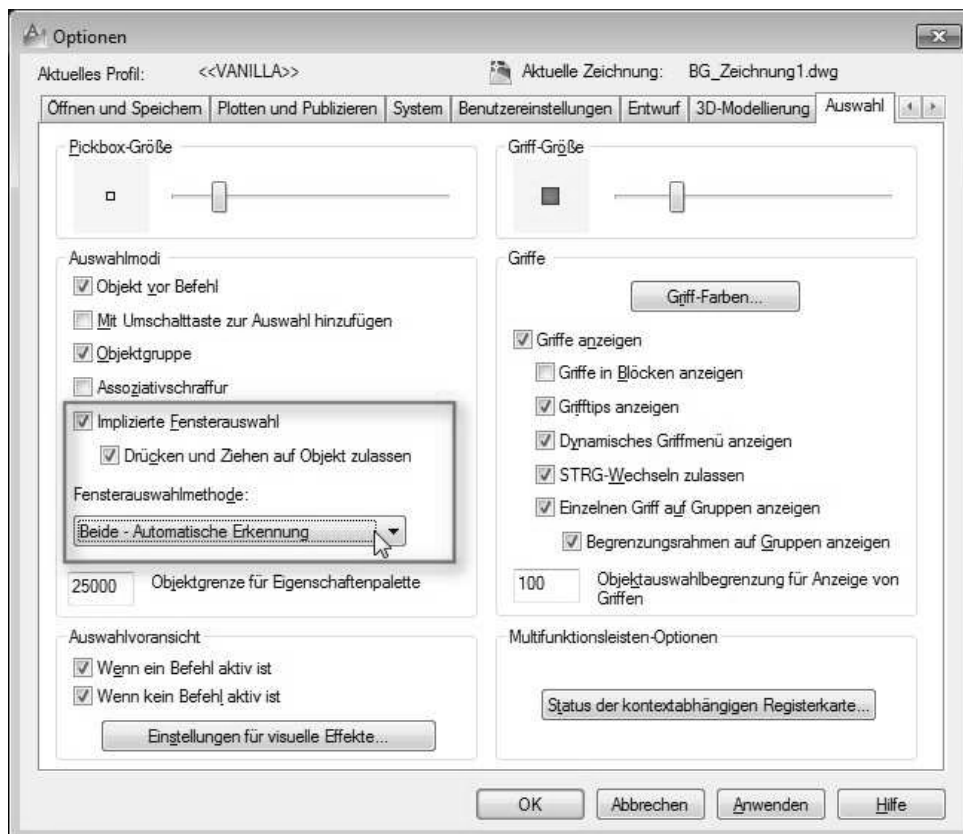 Optionen
Aktuelles Profil: <<VANILLA>> Aktuelle Zeichnung: BG_Zeichnung1.dwg
Öffnen und Speichern Plotten und Publizieren System Benutzereinstellungen Entwurf 3D-Modellierung Auswahl
Pickbox-Größe
Auswahlmodi
Objekt vor Befehl
Mit Umschalttaste zur Auswahl hinzufügen
Objektgruppe
Assoziativschraffur
Implizierte Fensterauswahl
Drücken und Ziehen auf Objekt zulassen
Fensterauswahlmethode:
Beide - Automatische Erkennung
25000 Objektgrenze für Eigenschaftenpalette
Auswahlvoransicht
Wenn ein Befehl aktiv ist
Wenn kein Befehl aktiv ist
Einstellungen für visuelle Effekte...
Griff-Größe
Griffe
Griff-Farben...
Griffe anzeigen
Griffe in Blöcken anzeigen
Grifftips anzeigen
Dynamisches Griffmenü anzeigen
STRG-Wechseln zulassen
Einzelnen Griff auf Gruppen anzeigen
Begrenzungsrahmen auf Gruppen anzeigen
100 Objektauswahlbegrenzung für Anzeige von
Griffen
Multifunktionsleisten-Optionen
Status der kontextabhängigen Registerkarte...
OK Abbrechen Anwenden Hilfe